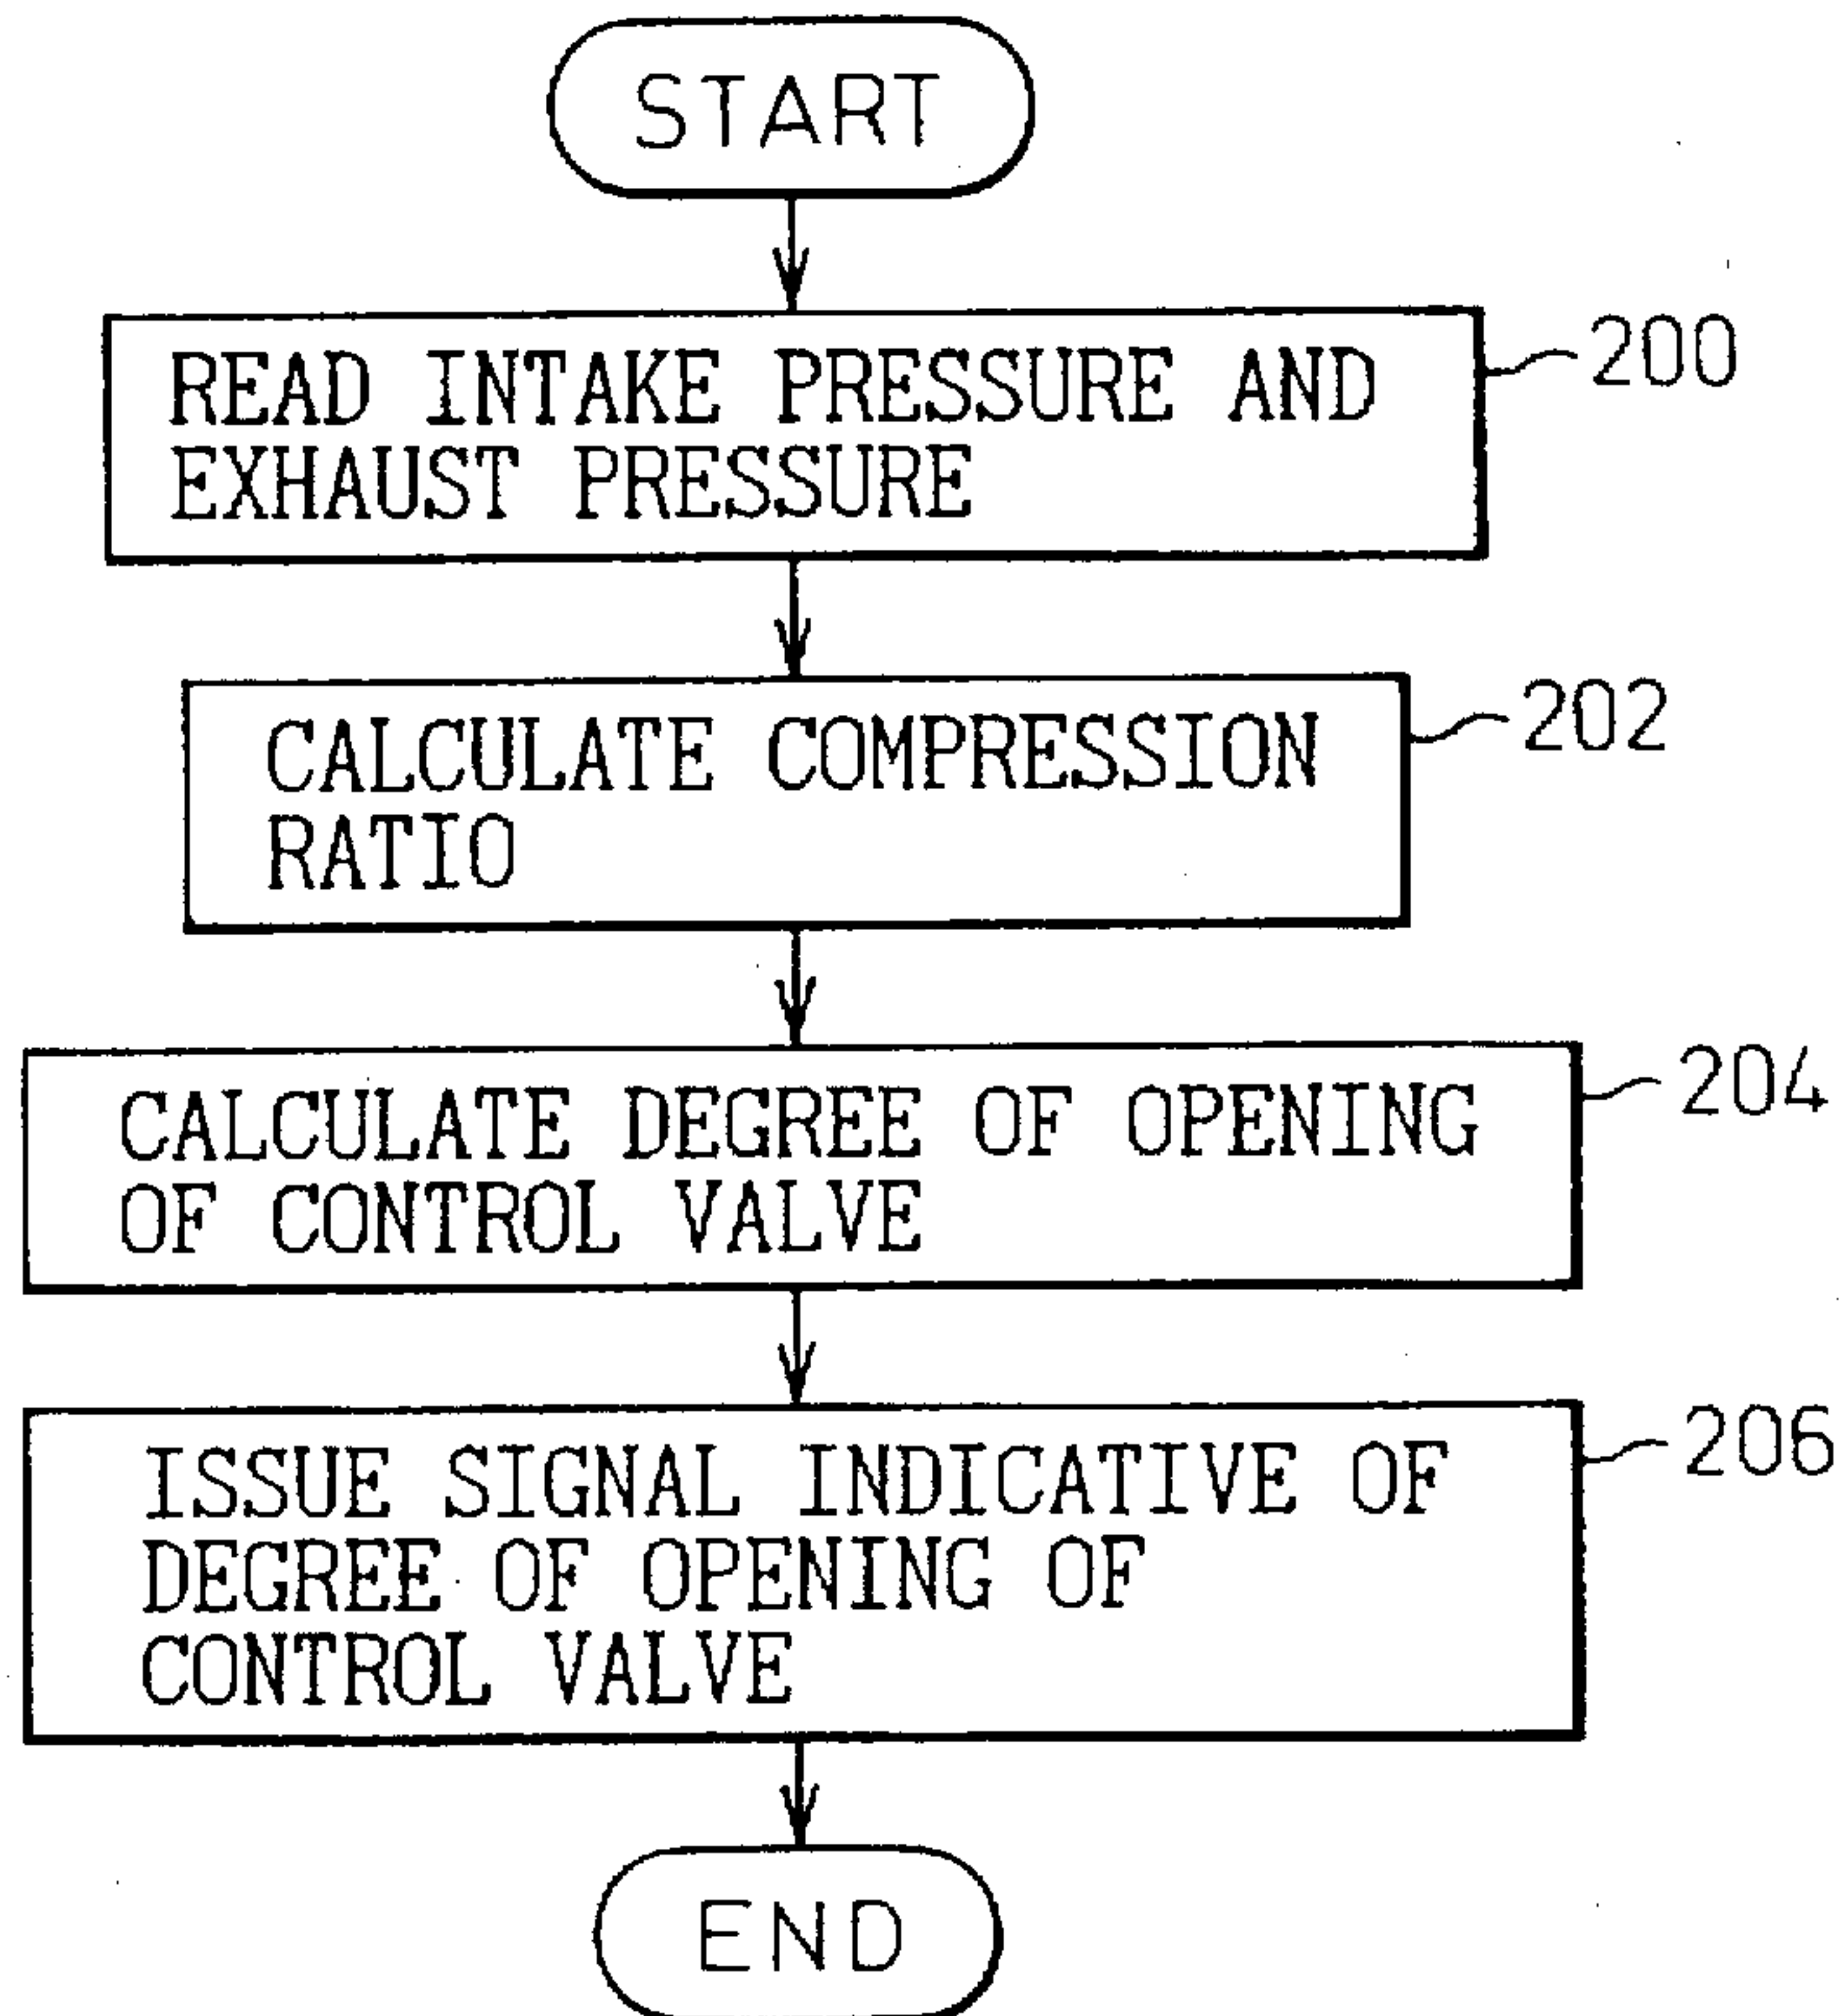 START
READ INTAKE PRESSURE AND
EXHAUST PRESSURE
200
CALCULATE COMPRESSION
RATIO
202
CALCULATE DEGREE OF OPENING
OF CONTROL VALVE
204
ISSUE SIGNAL INDICATIVE OF
DEGREE OF OPENING OF
CONTROL VALVE
206
END